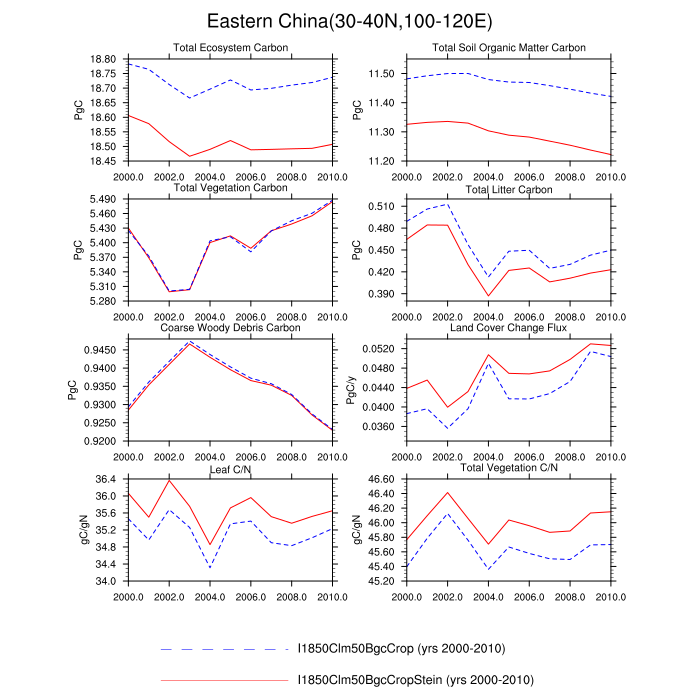 Eastern China(30-40N,100-120E)
Total Ecosystem Carbon
PgC
18.80
18.75
18.70
18.65
18.60
18.55
18.50
18.45
2000.0 2002.0 2004.0 2006.0 2008.0 2010.0
Total Soil Organic Matter Carbon
PgC
11.50
11.40
11.30
11.20
2000.0 2002.0 2004.0 2006.0 2008.0 2010.0
Total Vegetation Carbon
PgC
5.490
5.460
5.430
5.400
5.370
5.340
5.310
5.280
2000.0 2002.0 2004.0 2006.0 2008.0 2010.0
Total Litter Carbon
PgC
0.510
0.480
0.450
0.420
0.390
2000.0 2002.0 2004.0 2006.0 2008.0 2010.0
Coarse Woody Debris Carbon
PgC
0.9450
0.9400
0.9350
0.9300
0.9250
0.9200
2000.0 2002.0 2004.0 2006.0 2008.0 2010.0
Land Cover Change Flux
PgC/y
0.0520
0.0480
0.0440
0.0400
0.0360
2000.0 2002.0 2004.0 2006.0 2008.0 2010.0
Leaf C/N
gC/gN
36.4
36.0
35.6
35.2
34.8
34.4
34.0
2000.0 2002.0 2004.0 2006.0 2008.0 2010.0
Total Vegetation C/N
gC/gN
46.60
46.40
46.20
46.00
45.80
45.60
45.40
45.20
2000.0 2002.0 2004.0 2006.0 2008.0 2010.0
I1850Clm50BgcCrop (yrs 2000-2010)
I1850Clm50BgcCropStein (yrs 2000-2010)